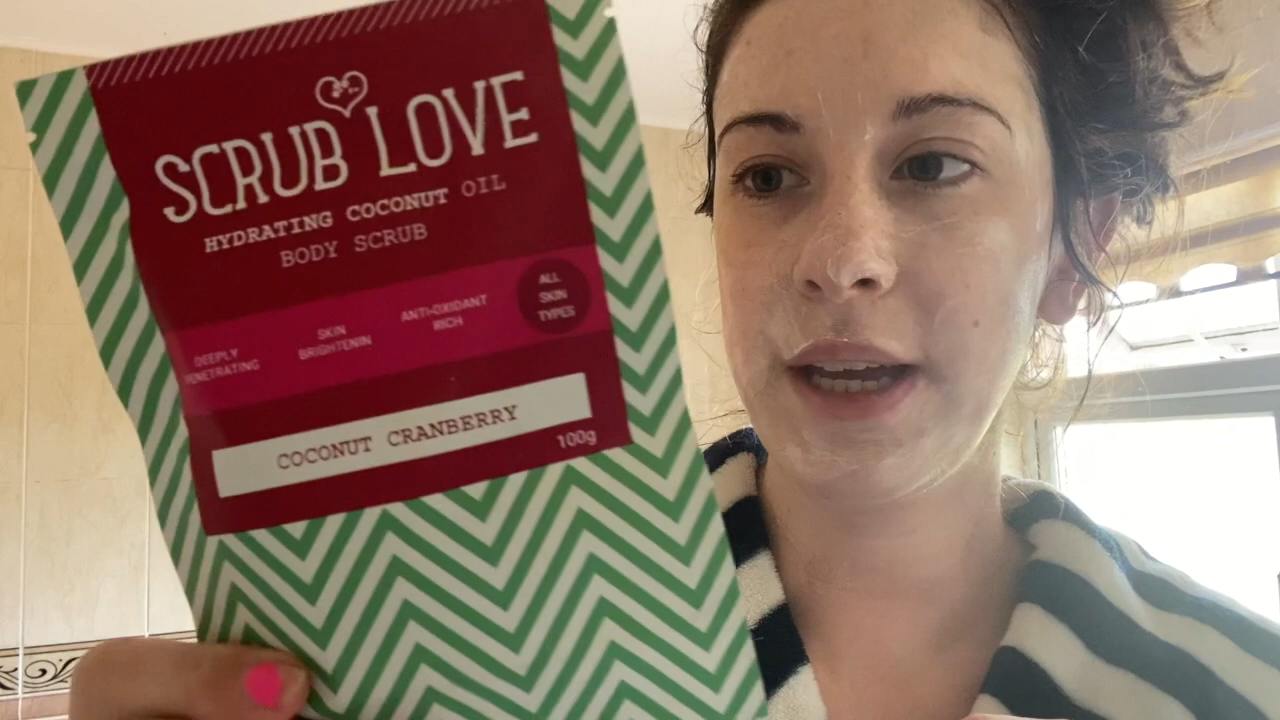 SCRUB LOVE
HYDRATING COCONUT OIL
BODY SCRUB
DEEPLY
PENETRATING
SKIN
BRIGHTENIN
ANTI-OXIDANT
RICH
ALL
SKIN
TYPES
COCONUT CRANBERRY
100g